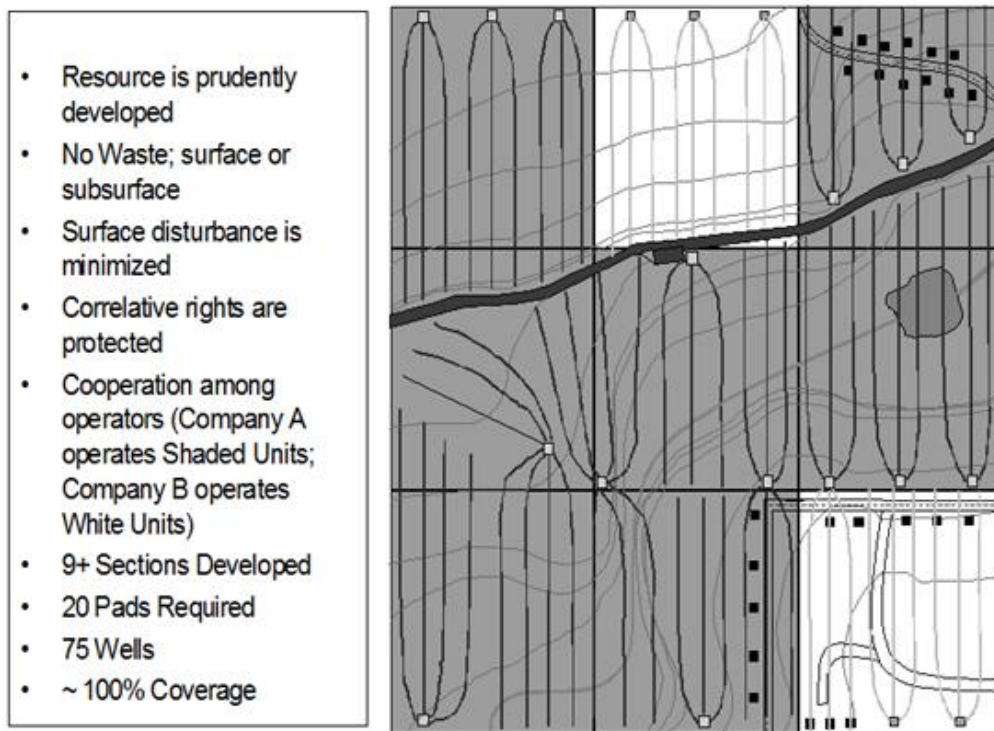 • Resource is prudently
developed
• No Waste; surface or
subsurface
• Surface disturbance is
minimized
• Correlative rights are
protected
• Cooperation among
operators (Company A
operates Shaded Units;
Company B operates
White Units)
• 9+ Sections Developed
• 20 Pads Required
• 75 Wells
• ~ 100% Coverage